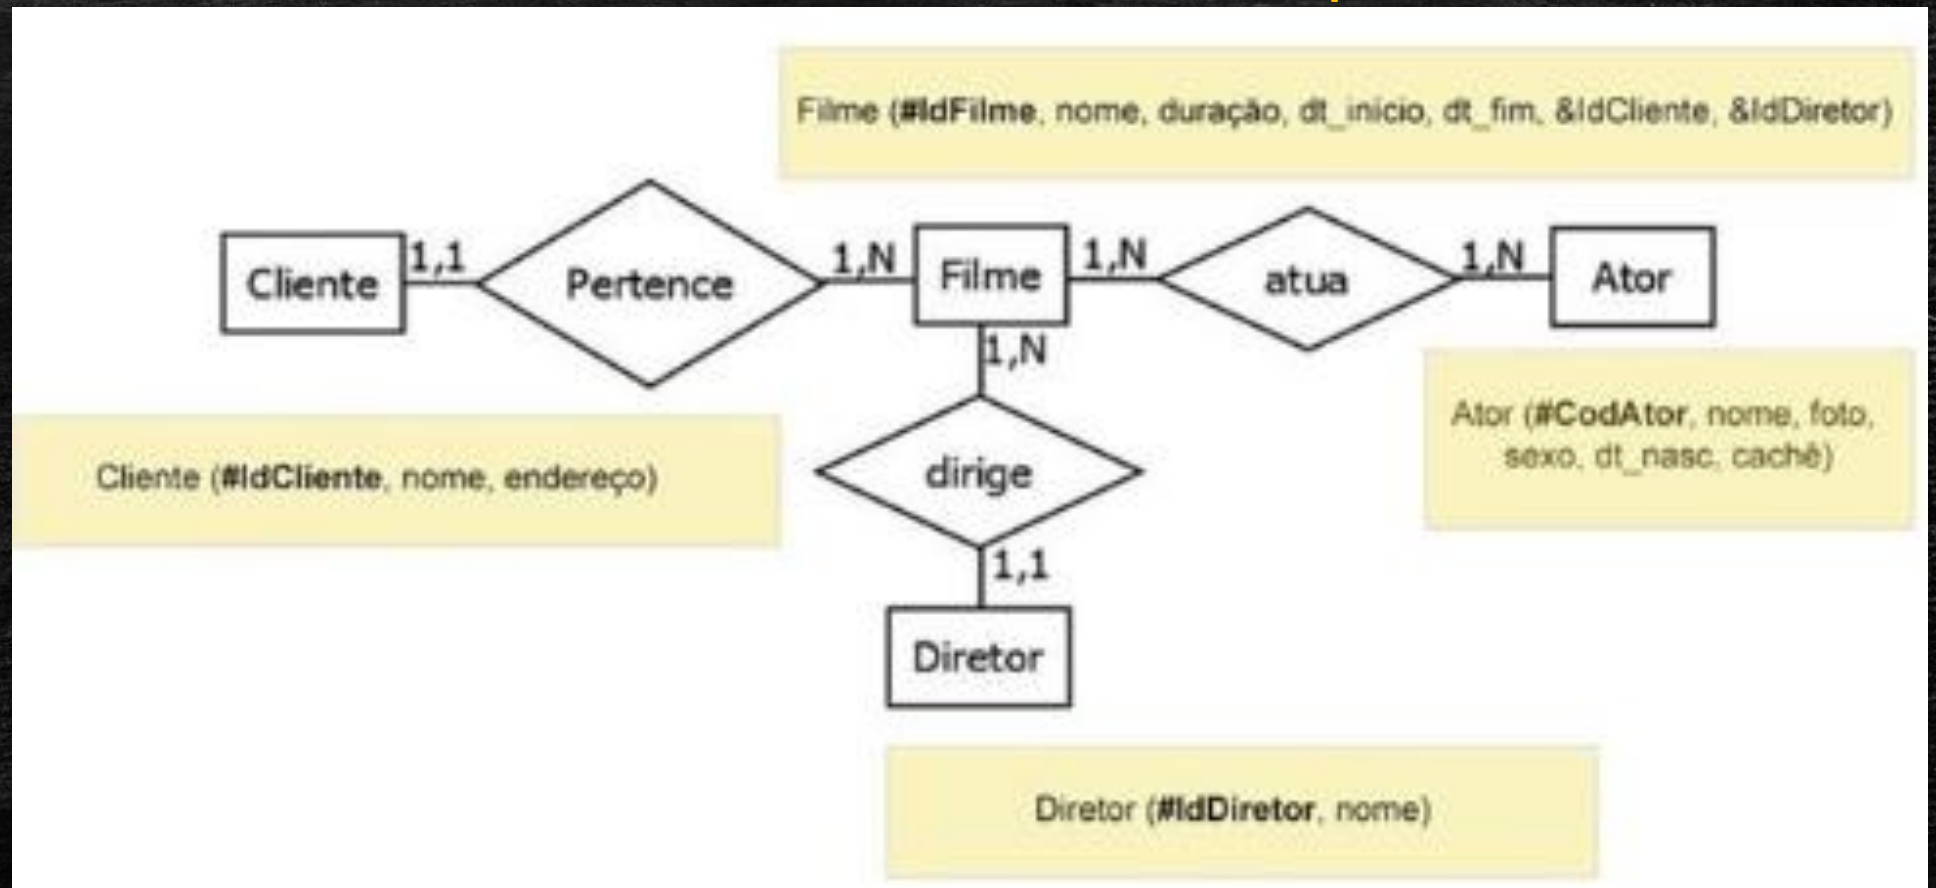 Filme (#IdFilme, nome, duração, dt_inicio, dt_fim, &IdCliente, &IdDiretor)
Cliente
1,1
Pertence
1,N
Filme
1,N
atua
1,N
Ator
1,N
Ator (#CodAtor, nome, foto,
sexo, dt_nasc. cachê)
Cliente (#IdCliente, nome, endereço)
dirige
1,1
Diretor
Diretor (#IdDiretor, nome)